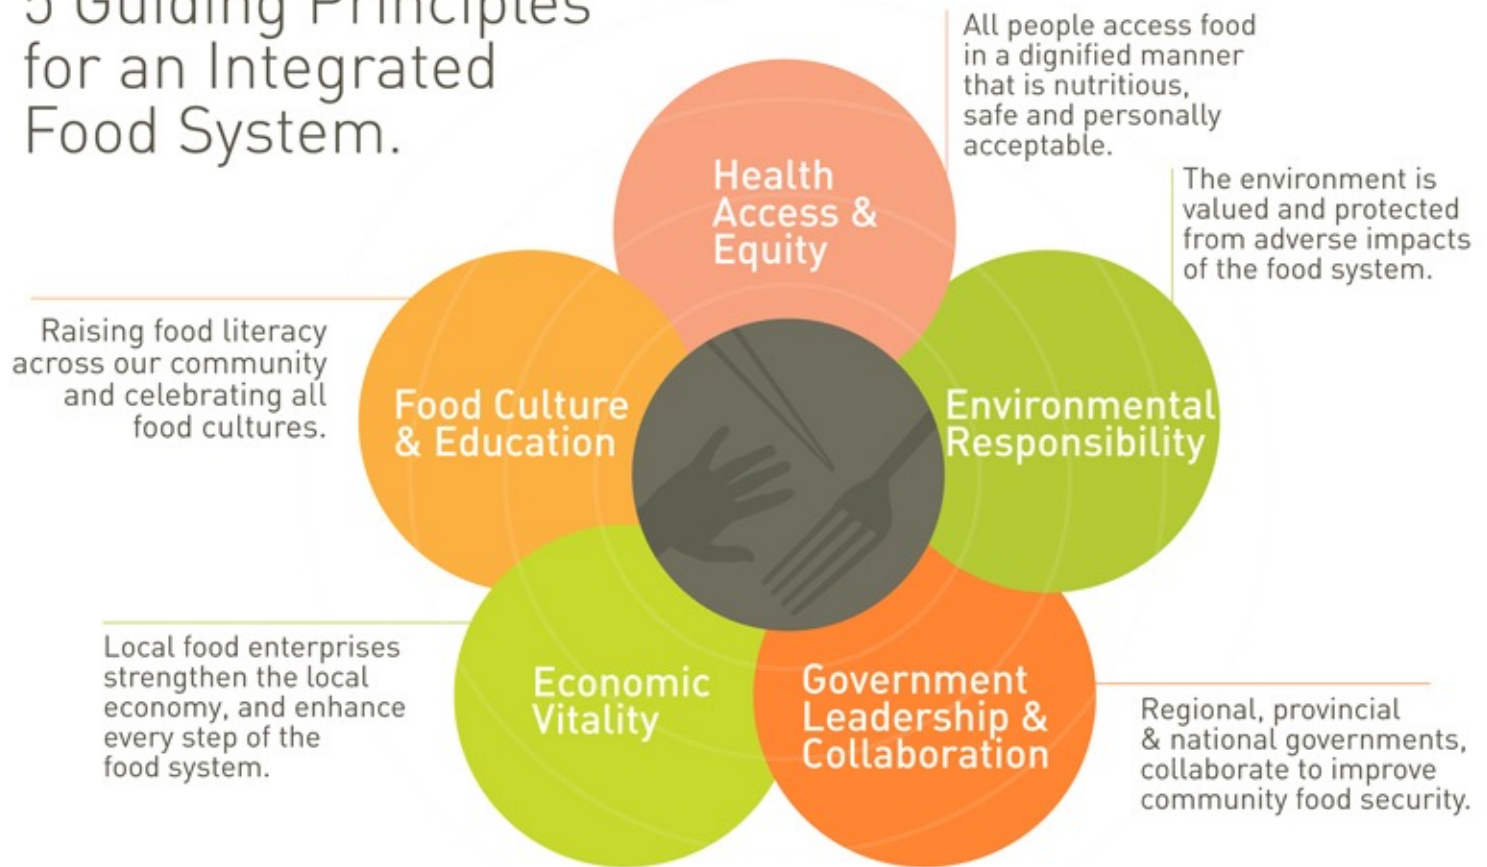 5 Guiding Principles
for an Integrated
Food System.
All people access food
in a dignified manner
that is nutritious,
safe and personally
acceptable.
Health
Access &
Equity
The environment is
valued and protected
from adverse impacts
of the food system.
Environmental
Responsibility
Raising food literacy
across our community
and celebrating all
food cultures.
Food Culture
& Education
Local food enterprises
strengthen the local
economy, and enhance
every step of the
food system.
Economic
Vitality
Government
Leadership &
Collaboration
Regional, provincial
& national governments,
collaborate to improve
community food security.